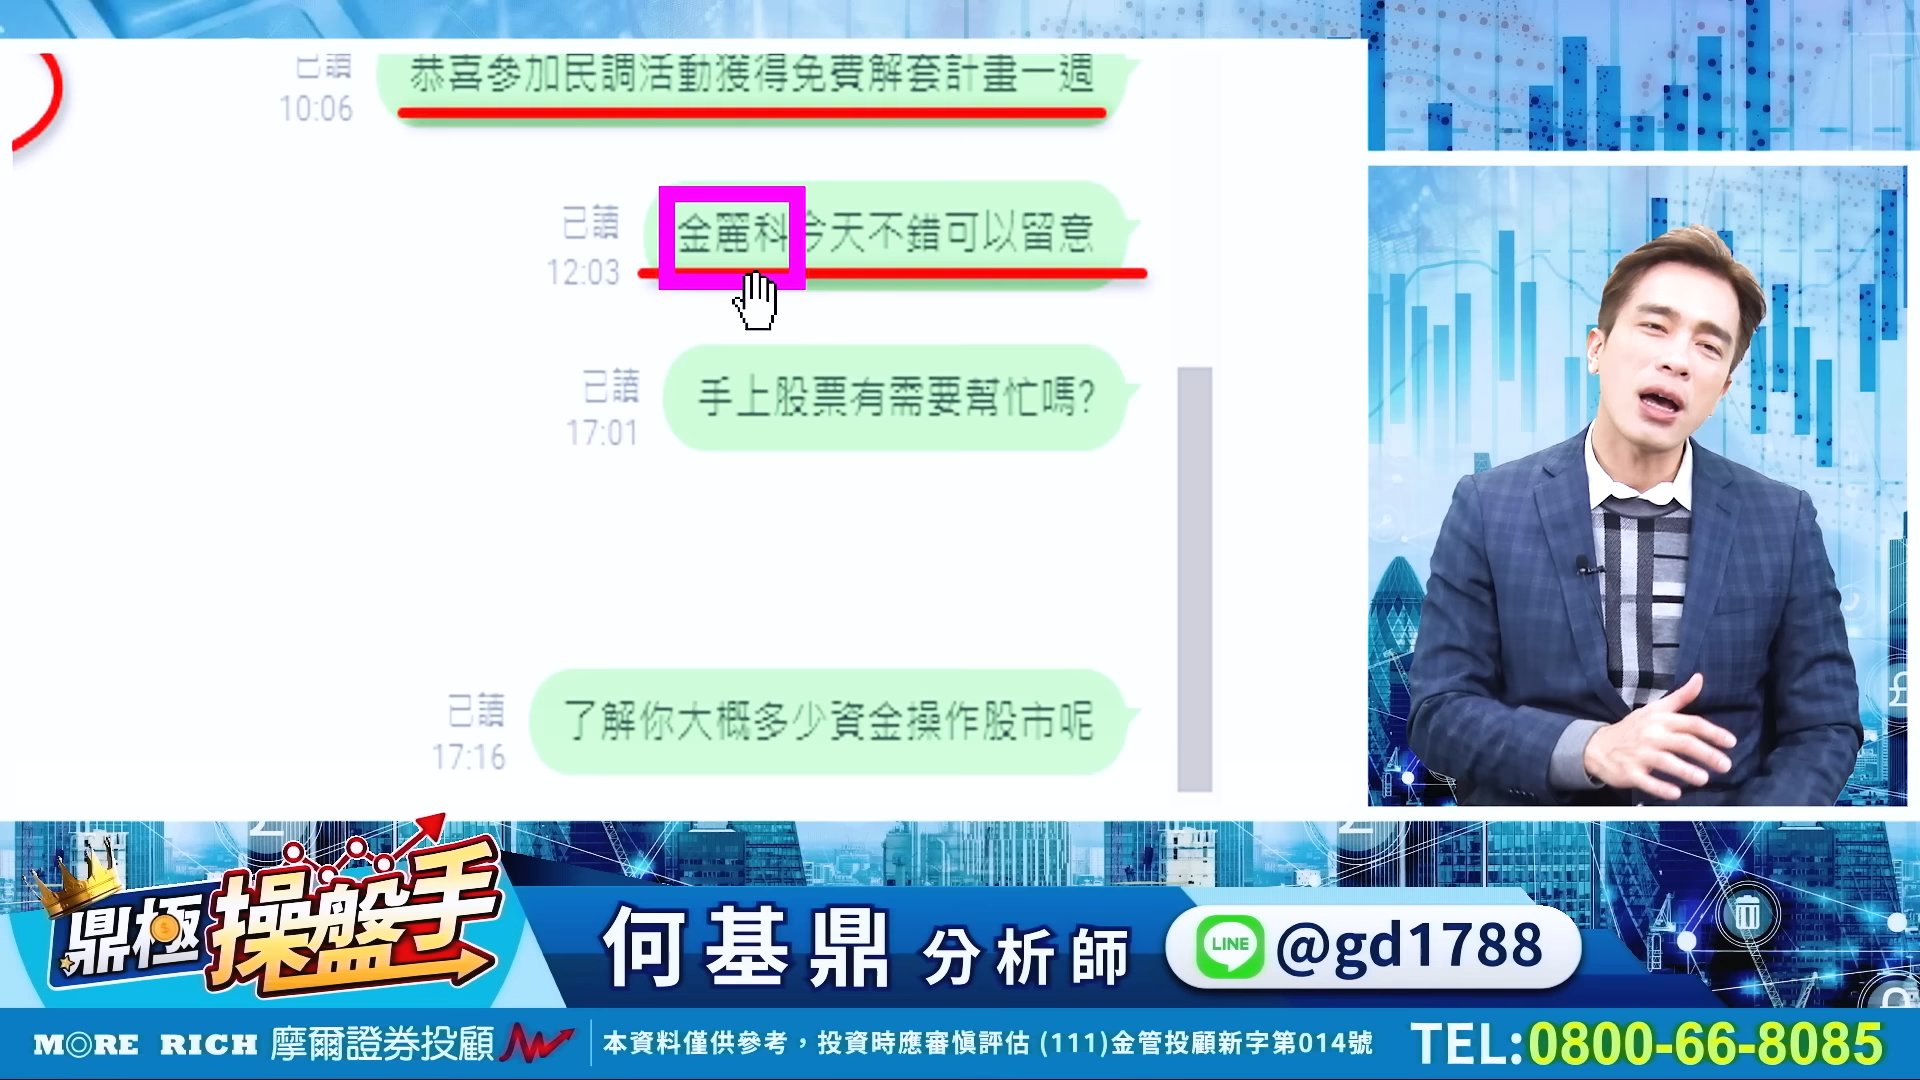 已讀
10:06
恭喜參加民調活動獲得免費解套計畫一週
已讀
12:03
金麗科今天不錯可以留意
已讀
17:01
手上股票有需要幫忙嗎?
已讀
17:16
了解你大概多少資金操作股市呢
鼎極操盤手
何基鼎 分析師
LINE @gd1788
MORE RICH 摩爾證券投顧
本資料僅供參考，投資時應審慎評估 (111)金管投顧新字第014號
TEL:0800-66-8085